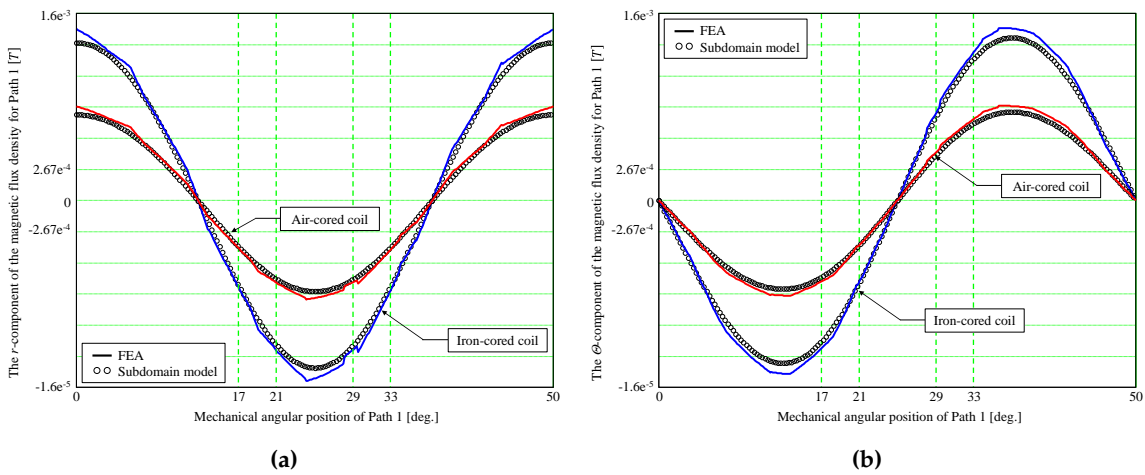 The r-component of the magnetic flux density for Path 1 [T]
1.6e⁻³
2.67e⁻⁴
0
-2.67e⁻⁴
-1.6e⁻⁵
Air-cored coil
Iron-cored coil
FEA
Subdomain model
0 17 21 29 33 50
Mechanical angular position of Path 1 [deg.]
(a)
The Θ-component of the magnetic flux density for Path 1 [T]
1.6e⁻³
2.67e⁻⁴
0
-2.67e⁻⁴
-1.6e⁻⁵
FEA
Subdomain model
Air-cored coil
Iron-cored coil
0 17 21 29 33 50
Mechanical angular position of Path 1 [deg.]
(b)